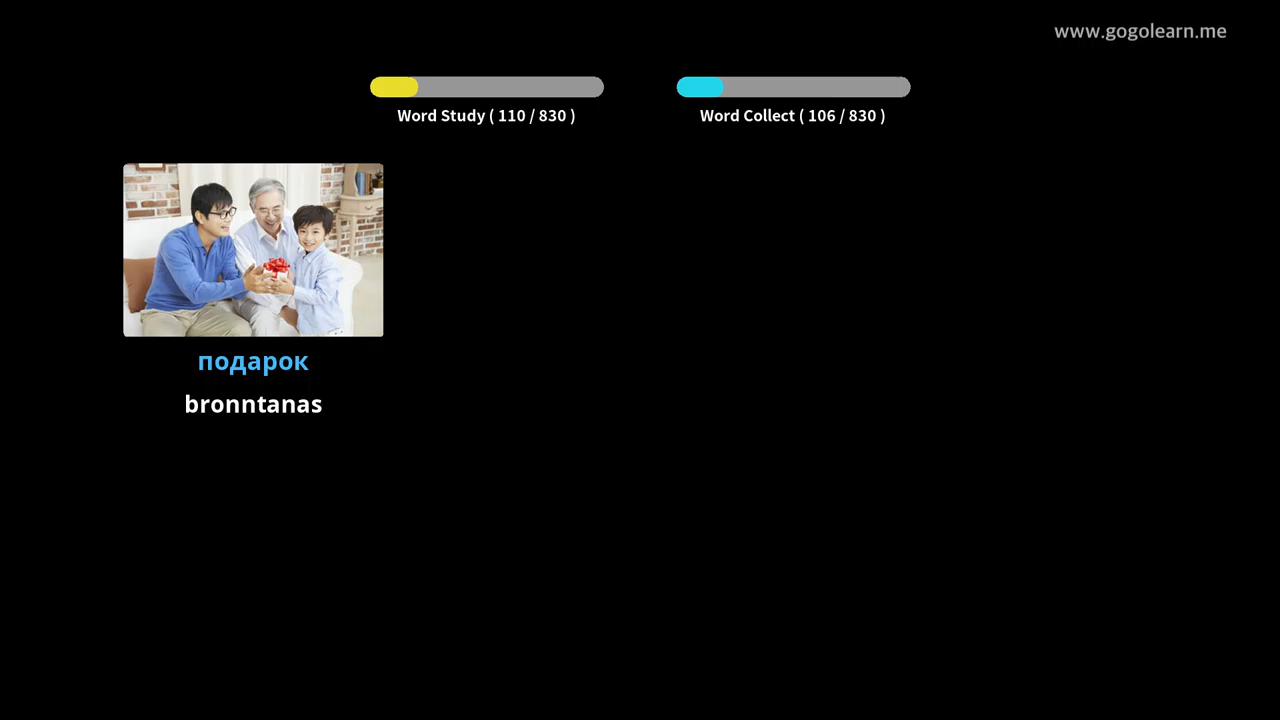 www.gogolearn.me
Word Study ( 110 / 830 )
Word Collect ( 106 / 830 )
подарок
bronntanas